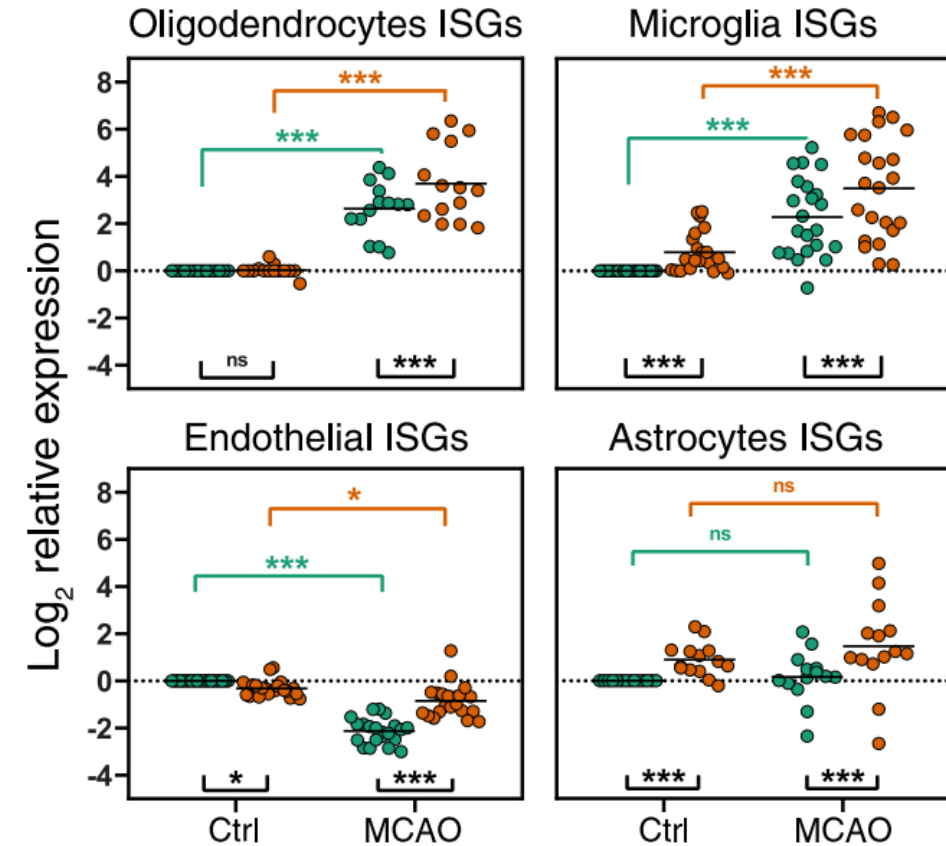 Oligodendrocytes ISGs
Microglia ISGs
Log2 relative expression
8
6
4
2
0
-2
-4
***
***
ns
***
***
***
***
***
Endothelial ISGs
Astrocytes ISGs
8
6
4
2
0
-2
-4
*
***
*
***
ns
ns
***
***
Ctrl
MCAO
Ctrl
MCAO